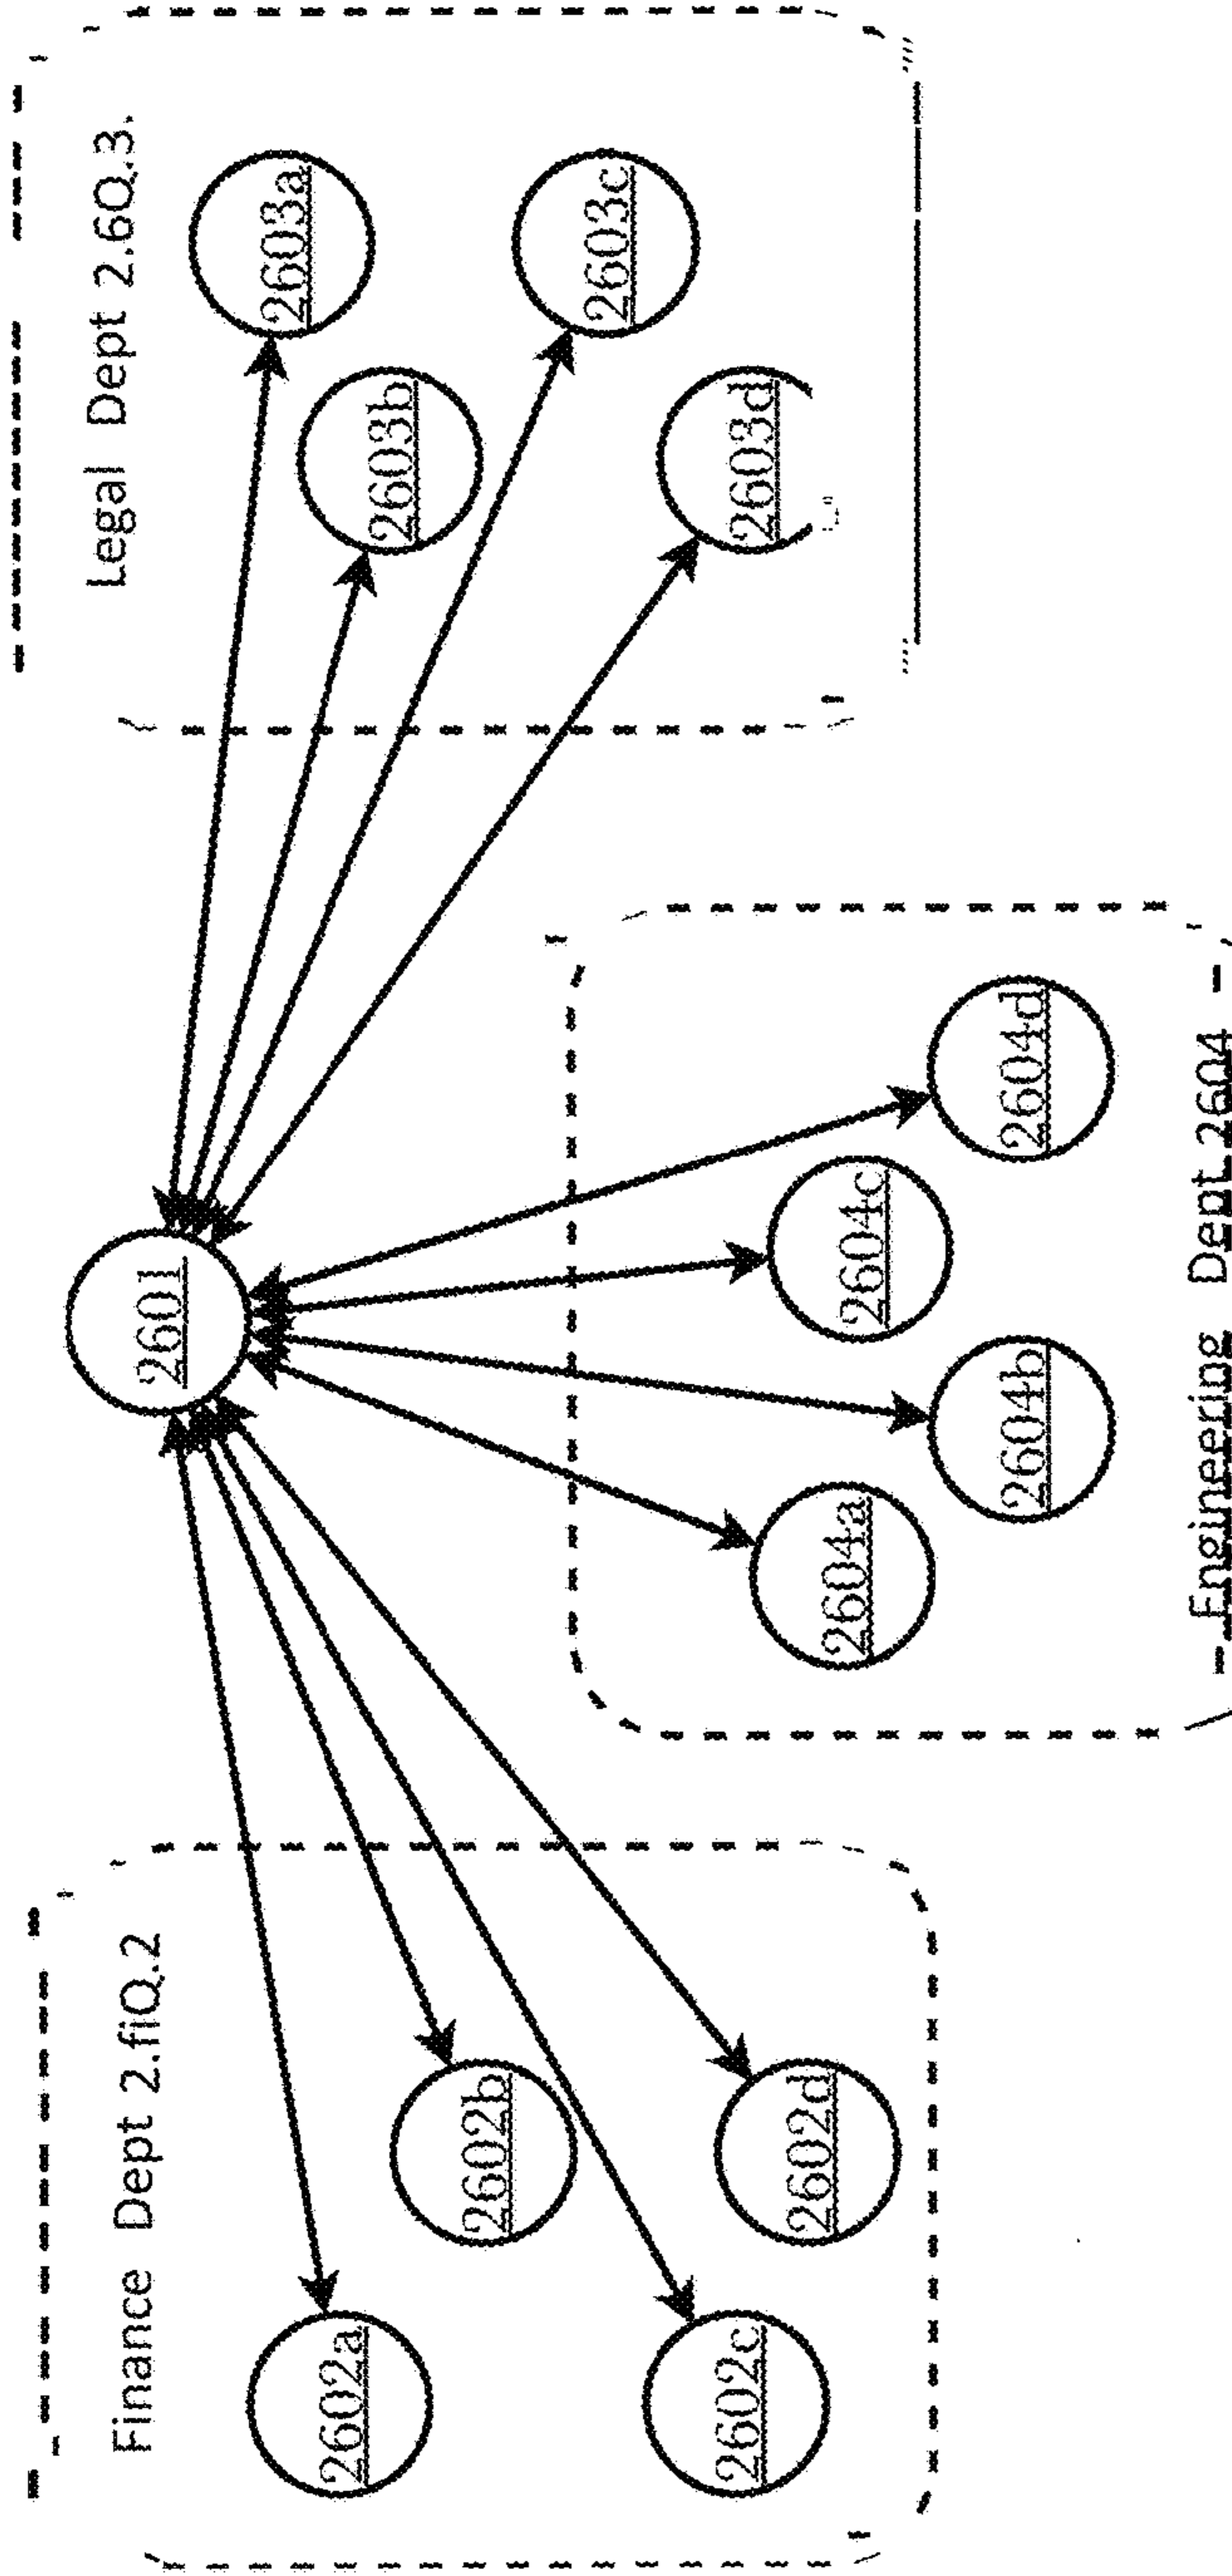 2601
Finance Dept 2.fiQ.2
2602a
2602b
2602c
2602d
Legal Dept 2.6Q.3.
2603a
2603b
2603c
2603d
2604a
2604b
2604c
2604d
Engineering Dept 2604